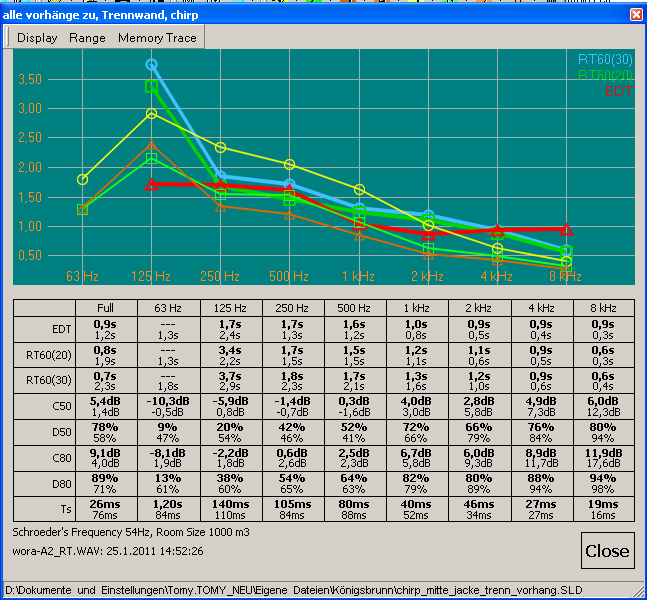 alle vorhänge zu, Trennwand, chirp
Display Range Memory Trace
RT60(30)
RT60(20)
EDT
3,50
3,00
2,50
2,00
1,50
1,00
0,50
63 Hz 125 Hz 250 Hz 500 Hz 1 kHz 2 kHz 4 kHz 8 kHz
Full 63 Hz 125 Hz 250 Hz 500 Hz 1 kHz 2 kHz 4 kHz 8 kHz
EDT 0,9s --- 1,7s 1,7s 1,6s 1,0s 0,9s 0,9s 0,9s
1,2s 1,3s 2,4s 1,3s 1,2s 0,8s 0,5s 0,4s 0,3s
RT60(20) 0,8s --- 3,4s 1,7s 1,5s 1,2s 1,1s 0,9s 0,6s
1,9s 1,3s 2,2s 1,5s 1,5s 1,1s 0,6s 0,5s 0,3s
RT60(30) 0,7s --- 3,7s 1,8s 1,7s 1,3s 1,2s 0,9s 0,6s
2,3s 1,8s 2,9s 2,3s 2,1s 1,6s 1,0s 0,6s 0,4s
C50 5,4dB -10,3dB -5,9dB -1,4dB 0,3dB 4,0dB 2,8dB 4,9dB 6,0dB
1,4dB -0,5dB 0,8dB -0,7dB -1,6dB 3,0dB 5,8dB 7,3dB 12,3dB
D50 78% 9% 20% 42% 52% 72% 66% 76% 80%
58% 47% 54% 46% 41% 66% 79% 84% 94%
C80 9,1dB -8,1dB -2,2dB 0,6dB 2,5dB 6,7dB 6,0dB 8,9dB 11,9dB
4,0dB 1,9dB 1,8dB 2,6dB 2,3dB 5,8dB 9,3dB 11,7dB 17,6dB
D80 89% 13% 38% 54% 64% 82% 80% 88% 94%
71% 61% 60% 65% 63% 79% 89% 94% 98%
Ts 26ms 1,20s 140ms 105ms 80ms 40ms 46ms 27ms 19ms
76ms 84ms 110ms 84ms 88ms 52ms 34ms 27ms 16ms
Schroeder's Frequency 54Hz, Room Size 1000 m3
wora-A2_RT.WAV: 25.1.2011 14:52:26
Close
D:\Dokumente und Einstellungen\Tomy.TOMY_NEU\Eigene Dateien\Königsbrunn\chirp_mitte_jacke_trenn_vorhang.SLD